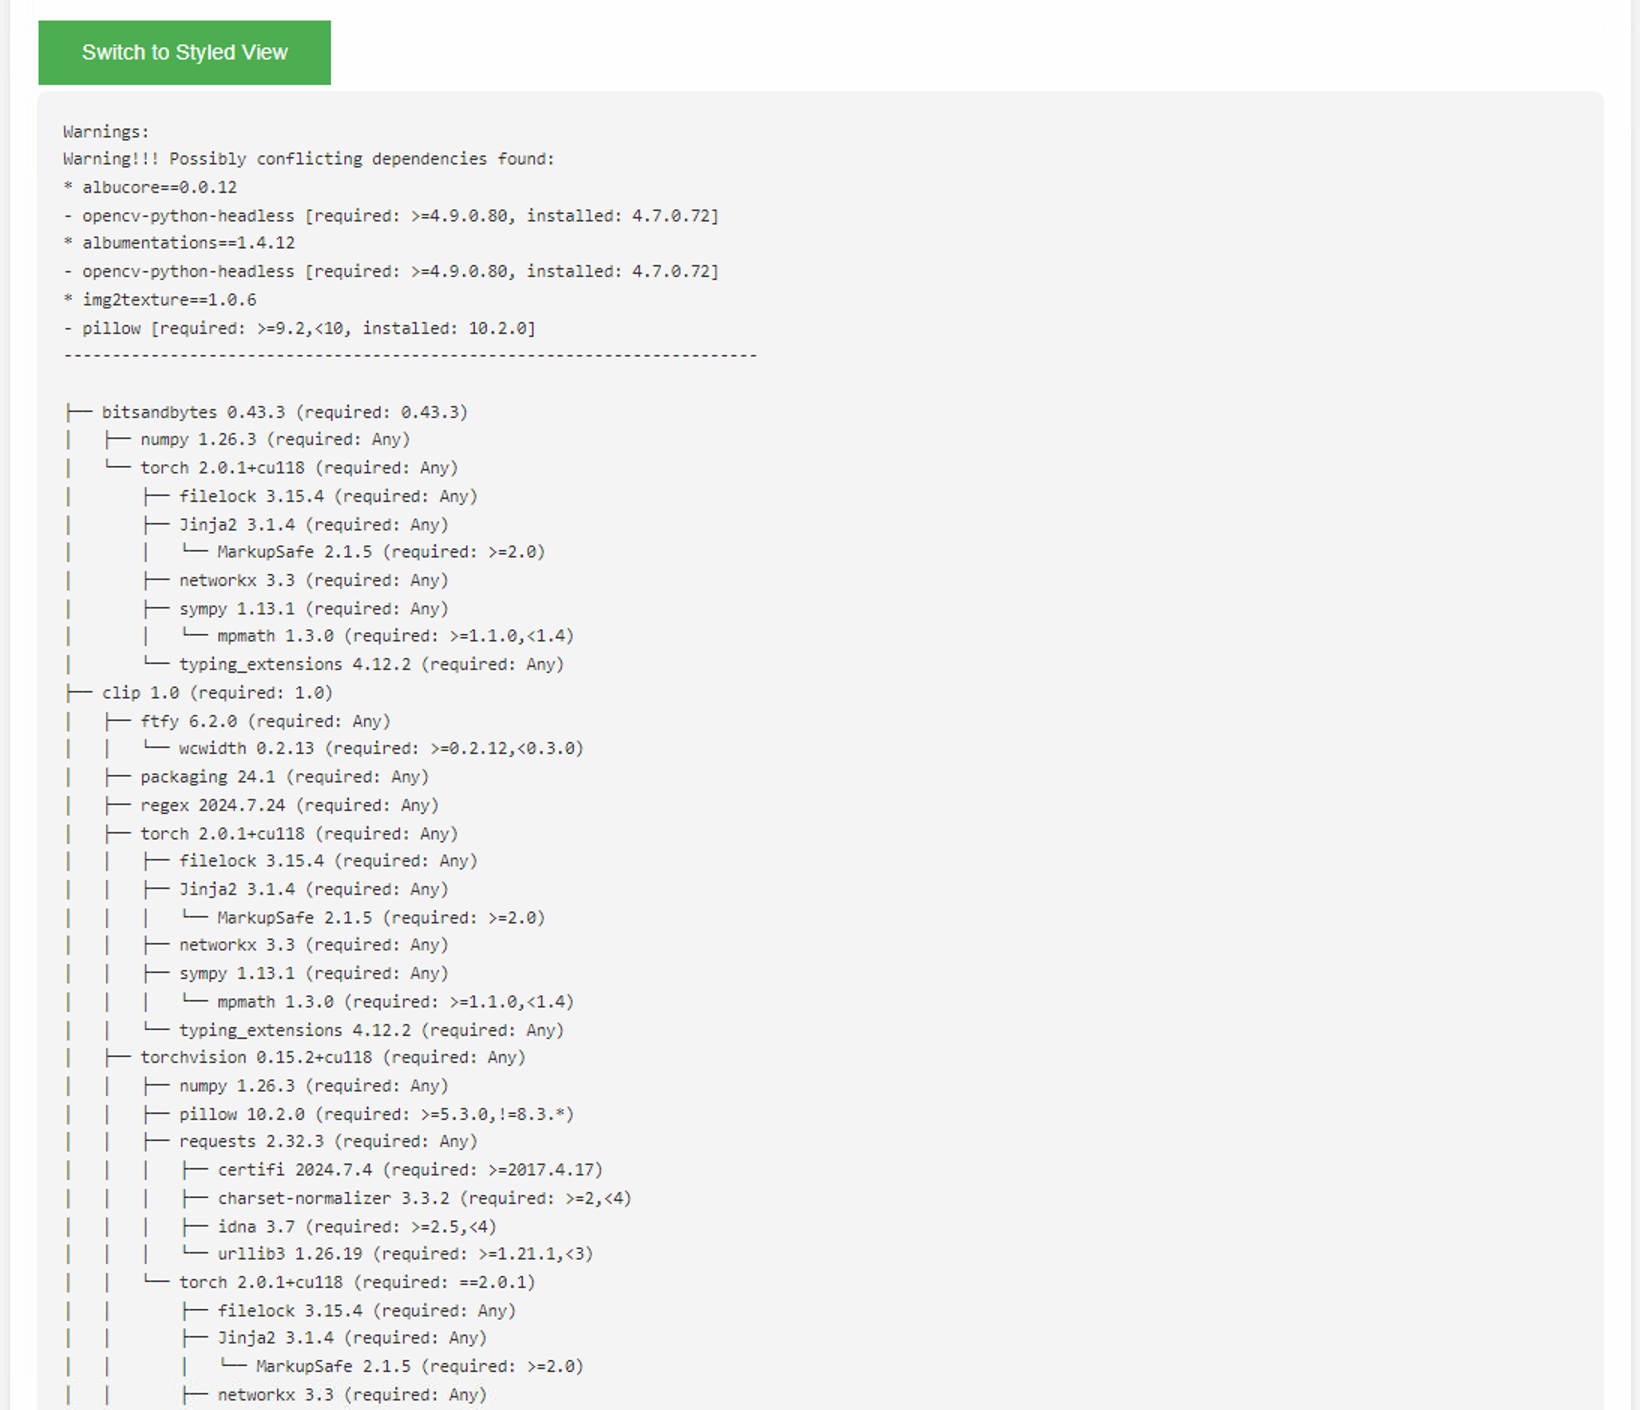 Switch to Styled View
Warnings:
Warning!!! Possibly conflicting dependencies found:
* albucore==0.0.12
- opencv-python-headless [required: >=4.9.0.80, installed: 4.7.0.72]
* albumentations==1.4.12
- opencv-python-headless [required: >=4.9.0.80, installed: 4.7.0.72]
* img2texture==1.0.6
- pillow [required: >=9.2,<10, installed: 10.2.0]
------------------------------------------------------------------------
├── bitsandbytes 0.43.3 (required: 0.43.3)
│   ├── numpy 1.26.3 (required: Any)
│   └── torch 2.0.1+cu118 (required: Any)
│       ├── filelock 3.15.4 (required: Any)
│       ├── Jinja2 3.1.4 (required: Any)
│       │   └── MarkupSafe 2.1.5 (required: >=2.0)
│       ├── networkx 3.3 (required: Any)
│       ├── sympy 1.13.1 (required: Any)
│       │   └── mpmath 1.3.0 (required: >=1.1.0,<1.4)
│       └── typing_extensions 4.12.2 (required: Any)
├── clip 1.0 (required: 1.0)
│   ├── ftfy 6.2.0 (required: Any)
│   │   └── wcwidth 0.2.13 (required: >=0.2.12,<0.3.0)
│   ├── packaging 24.1 (required: Any)
│   ├── regex 2024.7.24 (required: Any)
│   ├── torch 2.0.1+cu118 (required: Any)
│   │   ├── filelock 3.15.4 (required: Any)
│   │   ├── Jinja2 3.1.4 (required: Any)
│   │   │   └── MarkupSafe 2.1.5 (required: >=2.0)
│   │   ├── networkx 3.3 (required: Any)
│   │   ├── sympy 1.13.1 (required: Any)
│   │   │   └── mpmath 1.3.0 (required: >=1.1.0,<1.4)
│   │   └── typing_extensions 4.12.2 (required: Any)
│   ├── torchvision 0.15.2+cu118 (required: Any)
│   │   ├── numpy 1.26.3 (required: Any)
│   │   ├── pillow 10.2.0 (required: >=5.3.0,!=8.3.*)
│   │   ├── requests 2.32.3 (required: Any)
│   │   │   ├── certifi 2024.7.4 (required: >=2017.4.17)
│   │   │   ├── charset-normalizer 3.3.2 (required: >=2,<4)
│   │   │   ├── idna 3.7 (required: >=2.5,<4)
│   │   │   └── urllib3 1.26.19 (required: >=1.21.1,<3)
│   │   └── torch 2.0.1+cu118 (required: ==2.0.1)
│   │       ├── filelock 3.15.4 (required: Any)
│   │       ├── Jinja2 3.1.4 (required: Any)
│   │       │   └── MarkupSafe 2.1.5 (required: >=2.0)
│   │       ├── networkx 3.3 (required: Any)